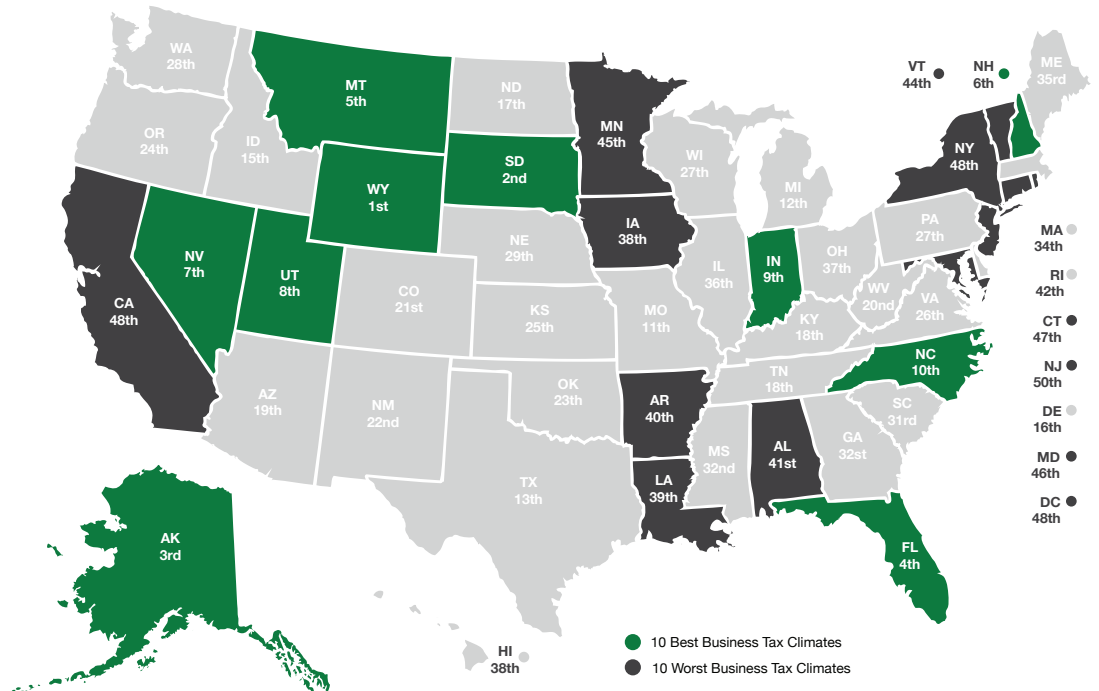 WA
28th
MT
5th
ND
17th
MN
45th
VT
44th
NH
6th
ME
35rd
OR
24th
ID
15th
SD
2nd
WI
27th
MI
12th
NY
48th
WY
1st
IA
38th
PA
27th
NV
7th
UT
8th
NE
29th
IL
36th
IN
9th
OH
37th
MA
34th
CA
48th
CO
21st
KS
25th
MO
11th
KY
18th
WV
20nd
VA
26th
RI
42th
CT
47th
NC
10th
TN
18th
NJ
50th
AZ
19th
NM
22nd
OK
23th
AR
40th
SC
31rd
DE
16th
TX
13th
LA
39th
MS
32nd
AL
41st
GA
32st
MD
46th
DC
48th
AK
3rd
FL
4th
HI
38th
10 Best Business Tax Climates
10 Worst Business Tax Climates